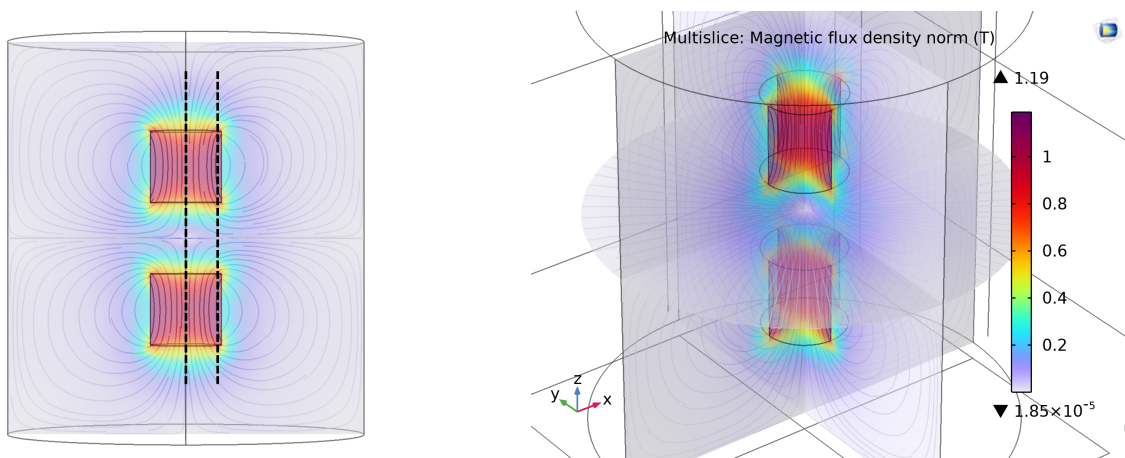 Multislice: Magnetic flux density norm (T)
▲ 1.19
1
0.8
0.6
0.4
0.2
▼ 1.85×10⁻⁵
z
y
x